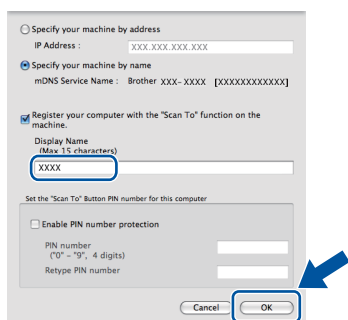 Specify your machine by address
IP Address : XXX.XXX.XXX.XXX
Specify your machine by name
mDNS Service Name : Brother XXX-XXXX [XXXXXXXXXXXX]
Register your computer with the "Scan To" function on the
machine.
Display Name
(Max 15 characters)
XXXX
Set the "Scan To" Button PIN number for this computer
Enable PIN number protection
PIN number
("0" - "9", 4 digits)
Retype PIN number
Cancel OK